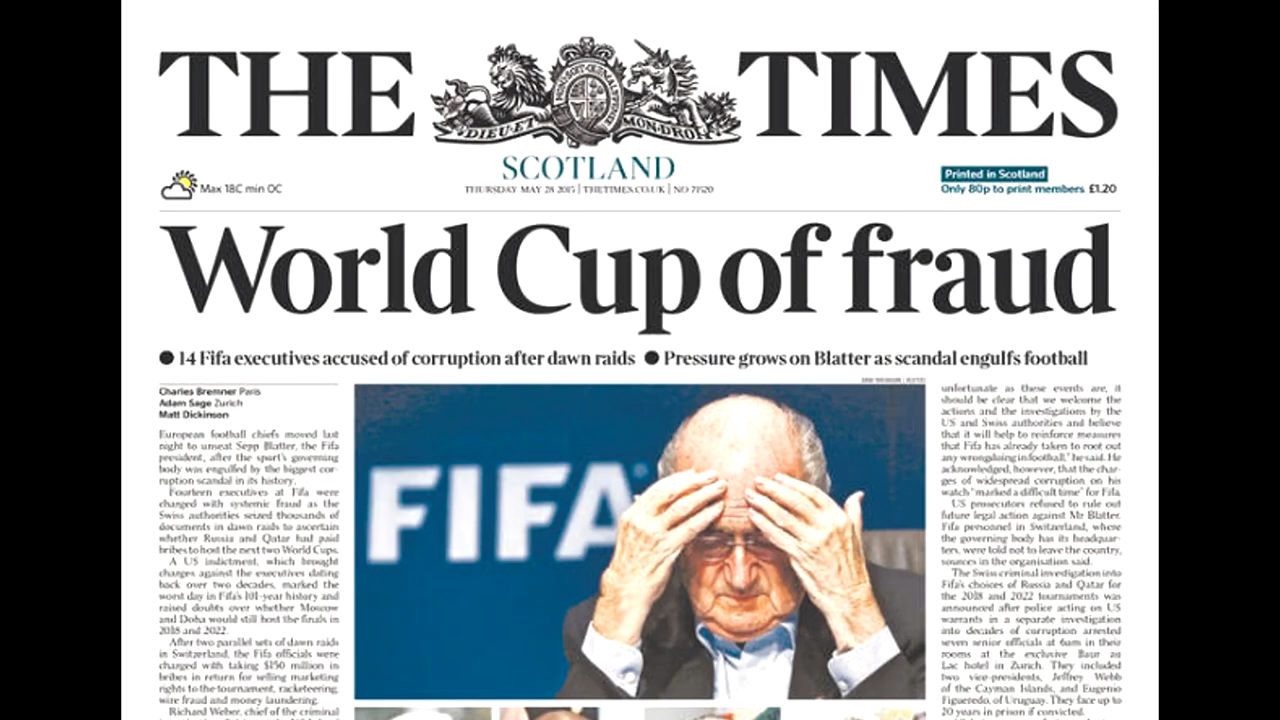 THE TIMES
DIEU·ET MON·DROIT
SCOTLAND
Max 18C min 0C
THURSDAY MAY 28 2015 | THETIMES.CO.UK | NO 71920
Printed in Scotland
Only 80p to print members £1.20
World Cup of fraud
● 14 Fifa executives accused of corruption after dawn raids ● Pressure grows on Blatter as scandal engulfs football
Charles Bremner Paris
Adam Sage Zurich
Matt Dickinson
European football chiefs moved last
night to unseat Sepp Blatter, the Fifa
president, after the sport's governing
body was engulfed by the biggest cor-
ruption scandal in its history.
Fourteen executives at Fifa were
charged with systemic fraud as the
Swiss authorities seized thousands of
documents in dawn raids to ascertain
whether Russia and Qatar had paid
bribes to host the next two World Cups.
A US indictment, which brought
charges against the executives dating
back over two decades, marked the
worst day in Fifa's 101-year history and
raised doubts over whether Moscow
and Doha would still host the finals in
2018 and 2022.
After two parallel sets of dawn raids
in Switzerland, the Fifa officials were
charged with taking $150 million in
bribes in return for selling marketing
rights to the tournament, racketeering,
wire fraud and money laundering.
Richard Weber, chief of the criminal
FIFA
unfortunate as these events are, it
should be clear that we welcome the
actions and the investigations by the
US and Swiss authorities and believe
that it will help to reinforce measures
that Fifa has already taken to root out
any wrongdoing in football," he said. He
acknowledged, however, that the char-
ges of widespread corruption on his
watch "marked a difficult time" for Fifa.
US prosecutors refused to rule out
future legal action against Mr Blatter.
Fifa personnel in Switzerland, where
the governing body has its headquar-
ters, were told not to leave the country,
sources in the organisation said.
The Swiss criminal investigation into
Fifa's choices of Russia and Qatar for
the 2018 and 2022 tournaments was
announced after police acting on US
warrants in a separate investigation
into decades of corruption arrested
seven senior officials at 6am in their
rooms at the exclusive Baur au
Lac hotel in Zurich. They included
two vice-presidents, Jeffrey Webb
of the Cayman Islands, and Eugenio
Figueredo, of Uruguay. They face up to
20 years in prison if convicted.